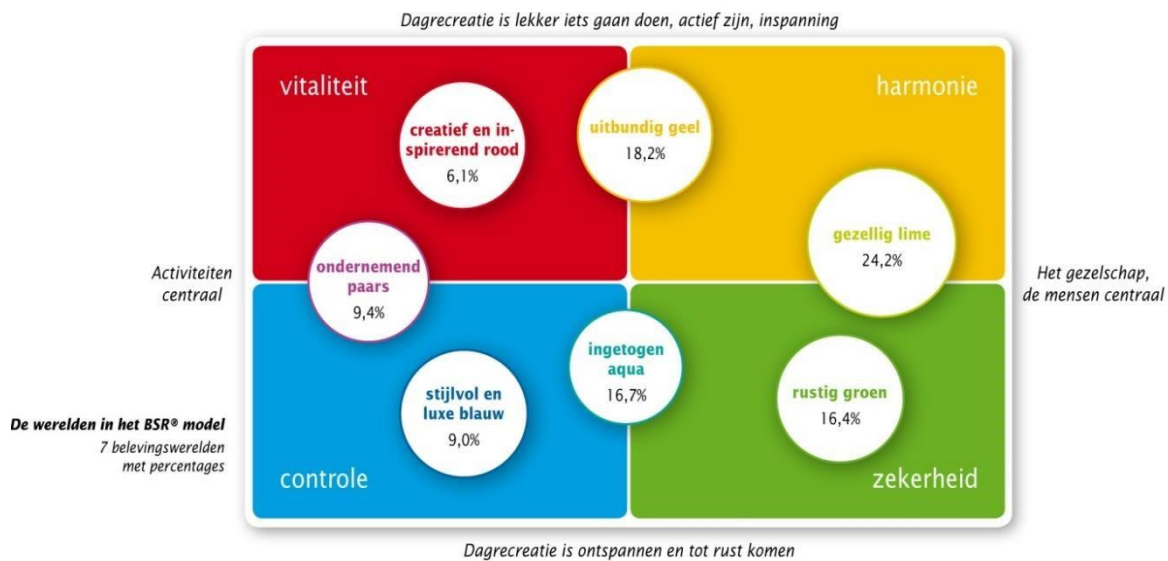 Dagrecreatie is lekker iets gaan doen, actief zijn, inspanning
vitaliteit
harmonie
creatief en in-
spirerend rood
6,1%
uitbundig geel
18,2%
gezellig lime
24,2%
Activiteiten
centraal
ondernemend
paars
9,4%
Het gezelschap,
de mensen centraal
ingetogen
aqua
16,7%
stijlvol en
luxe blauw
9,0%
rustig groen
16,4%
De werelden in het BSR® model
7 belevingswerelden
met percentages
controle
zekerheid
Dagrecreatie is ontspannen en tot rust komen